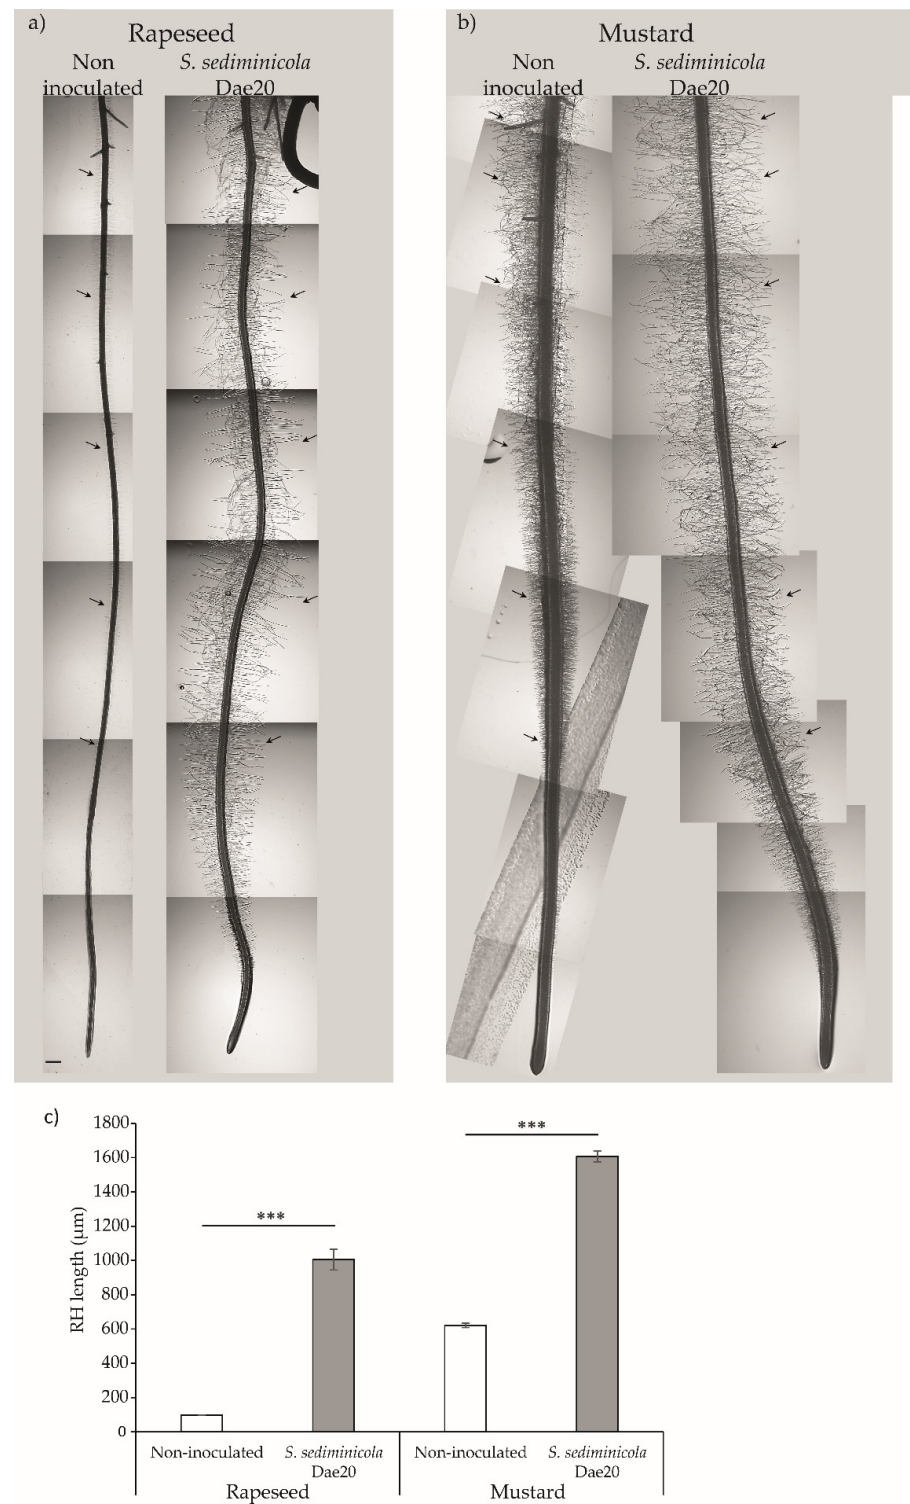 a)
Rapeseed
Non
inoculated
S. sediminicola
Dae20
b)
Mustard
Non
inoculated
S. sediminicola
Dae20
c)
RH length (µm)
1800
1600
1400
1200
1000
800
600
400
200
0
***
***
Non-inoculated
S. sediminicola
Dae20
Non-inoculated
S. sediminicola
Dae20
Rapeseed
Mustard